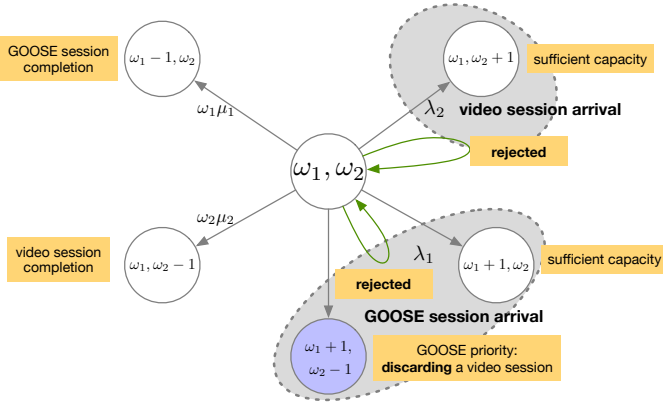 GOOSE session
completion
ω₁ − 1, ω₂
ω₁, ω₂ + 1
sufficient capacity
ω₁μ₁
λ₂
video session arrival
rejected
ω₁, ω₂
ω₂μ₂
video session
completion
ω₁, ω₂ − 1
λ₁
ω₁ + 1, ω₂
sufficient capacity
rejected
GOOSE session arrival
ω₁ + 1,
ω₂ − 1
GOOSE priority:
discarding a video session